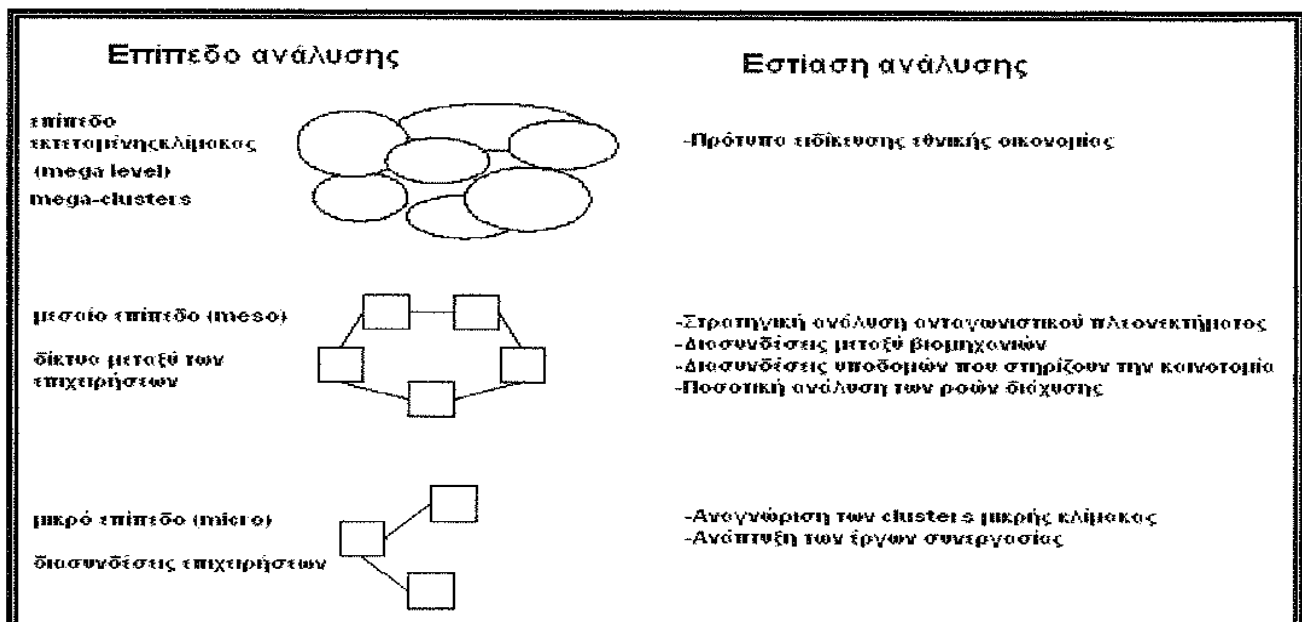 Επίπεδο ανάλυσης
Εστίαση ανάλυσης
επίπεδο
εκτεταμένηςκλίμακας
(mega level)
mega-clusters
-Πρότυπα ειδίκευσης εθνικής οικονομίας
μεσαίο επίπεδο (meso)
δίκτυα μεταξύ των
επιχειρήσεων
-Στρατηγική ανάλυση ανταγωνιστικού πλεονεκτήματος
-Διασυνδέσεις μεταξύ βιομηχανιών
-Διασυνδέσεις υποδομών που στηρίζουν την καινοτομία
-Ποσοτική ανάλυση των ροών διάχυσης
μικρό επίπεδο (micro)
διασυνδέσεις επιχειρήσεων
-Αναγνώριση των clusters μικρής κλίμακας
-Ανάπτυξη των έργων συνεργασίας